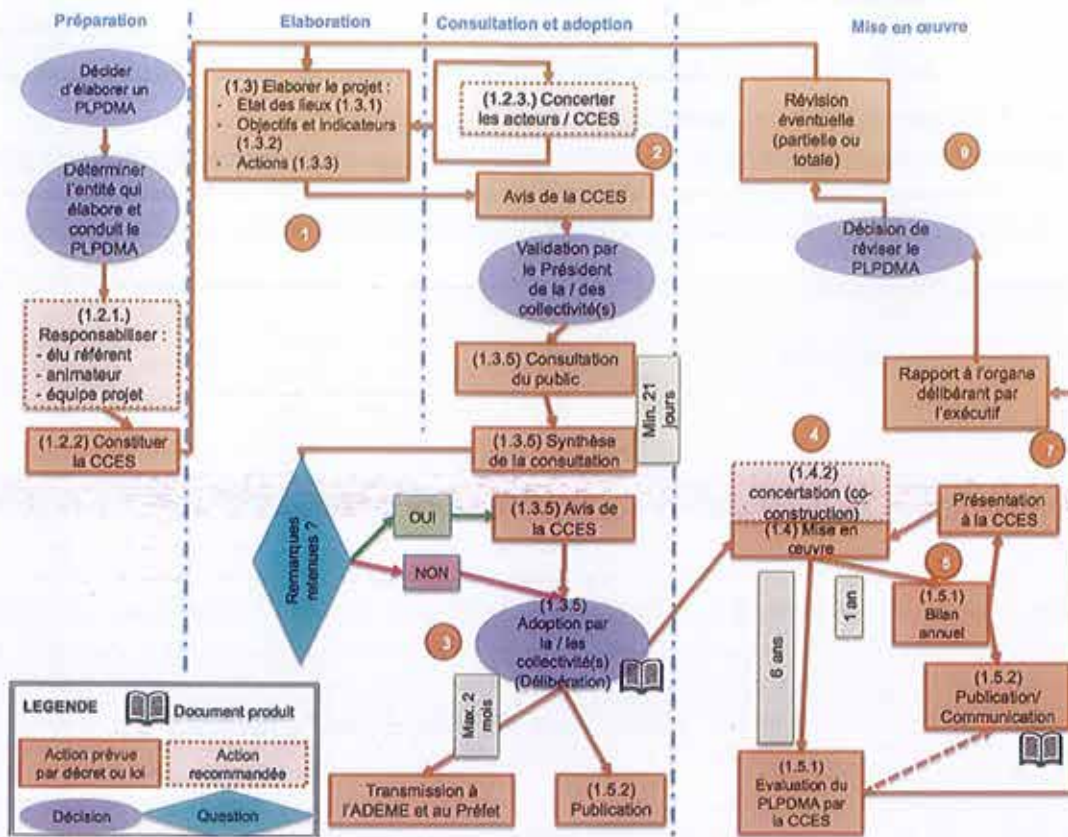 Préparation
Elaboration
Consultation et adoption
Mise en œuvre
Décider
d'élaborer un
PLPDMA
Déterminer
l'entité qui
élabore et
conduit le
PLPDMA
(1.2.1.)
Responsabiliser :
- élu référent
- animateur
- équipe projet
(1.2.2) Constituer
la CCES
(1.3) Elaborer le projet :
- Etat des lieux (1.3.1)
- Objectifs et indicateurs
(1.3.2)
- Actions (1.3.3)
1
(1.2.3.) Concerter
les acteurs / CCES
2
Avis de la CCES
Validation par
le Président
de la / des
collectivité(s)
(1.3.5) Consultation
du public
Min. 21
jours
(1.3.5) Synthèse
de la consultation
Remarques
retenues ?
OUI
NON
(1.3.5) Avis de
la CCES
3
(1.3.5)
Adoption par
la / les
collectivité(s)
(Délibération)
Max. 2
mois
Transmission à
l'ADEME et au Préfet
(1.5.2)
Publication
Révision
éventuelle
(partielle ou
totale)
9
Décision de
réviser le
PLPDMA
Rapport à l'organe
délibérant par
l'exécutif
7
4
(1.4.2)
concertation (co-
construction)
(1.4) Mise en
œuvre
Présentation
à la CCES
5
1 an
6 ans
(1.5.1)
Bilan
annuel
(1.5.2)
Publication/
Communication
(1.5.1)
Evaluation du
PLPDMA par
la CCES
LEGENDE
Document produit
Action prévue
par décret ou loi
Action
recommandée
Décision
Question